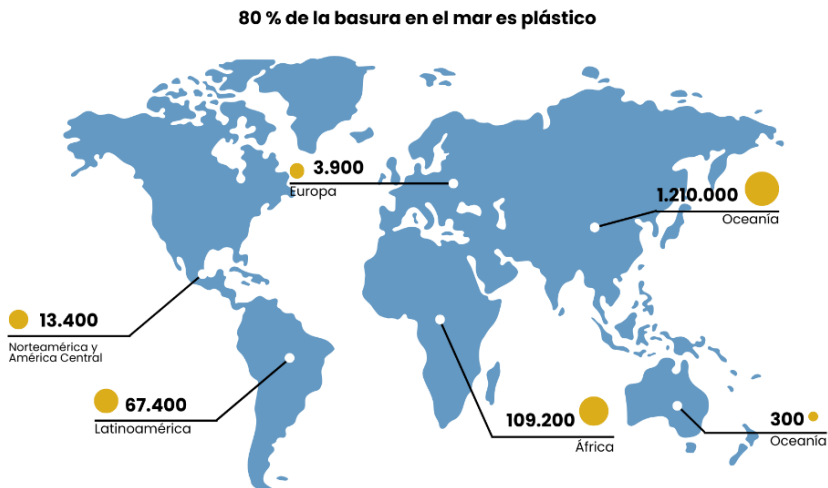 80 % de la basura en el mar es plástico
3.900
Europa
1.210.000
Oceanía
13.400
Norteamérica y
América Central
67.400
Latinoamérica
109.200
África
300
Oceanía